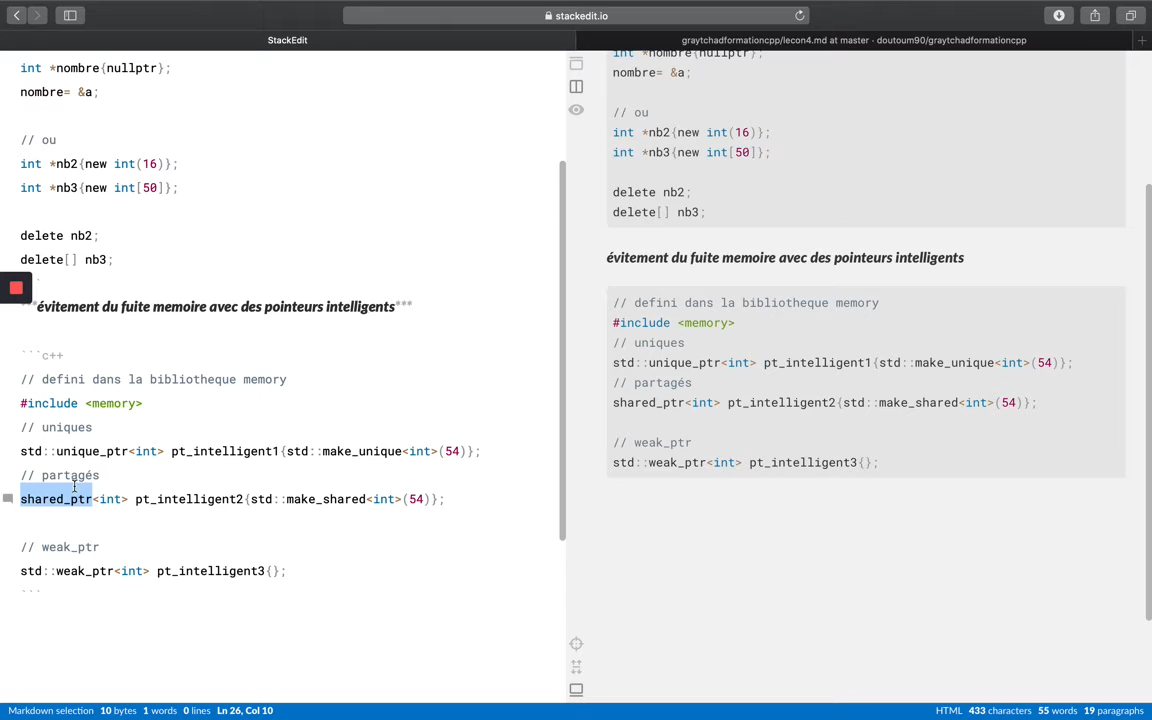 stackedit.io
StackEdit
graytchadformationcpp/lecon4.md at master · doutoum90/graytchadformationcpp
int *nombre{nullptr};
nombre= &a;
// ou
int *nb2{new int(16)};
int *nb3{new int[50]};
delete nb2;
delete[] nb3;
***évitement du fuite memoire avec des pointeurs intelligents***
```c++
// defini dans la bibliotheque memory
#include <memory>
// uniques
std::unique_ptr<int> pt_intelligent1{std::make_unique<int>(54)};
// partagés
shared_ptr<int> pt_intelligent2{std::make_shared<int>(54)};
// weak_ptr
std::weak_ptr<int> pt_intelligent3{};
```
int *nombre{nullptr};
nombre= &a;
// ou
int *nb2{new int(16)};
int *nb3{new int[50]};
delete nb2;
delete[] nb3;
évitement du fuite memoire avec des pointeurs intelligents
// defini dans la bibliotheque memory
#include <memory>
// uniques
std::unique_ptr<int> pt_intelligent1{std::make_unique<int>(54)};
// partagés
shared_ptr<int> pt_intelligent2{std::make_shared<int>(54)};
// weak_ptr
std::weak_ptr<int> pt_intelligent3{};
Markdown selection 10 bytes 1 words 0 lines Ln 26, Col 10
HTML 433 characters 55 words 19 paragraphs